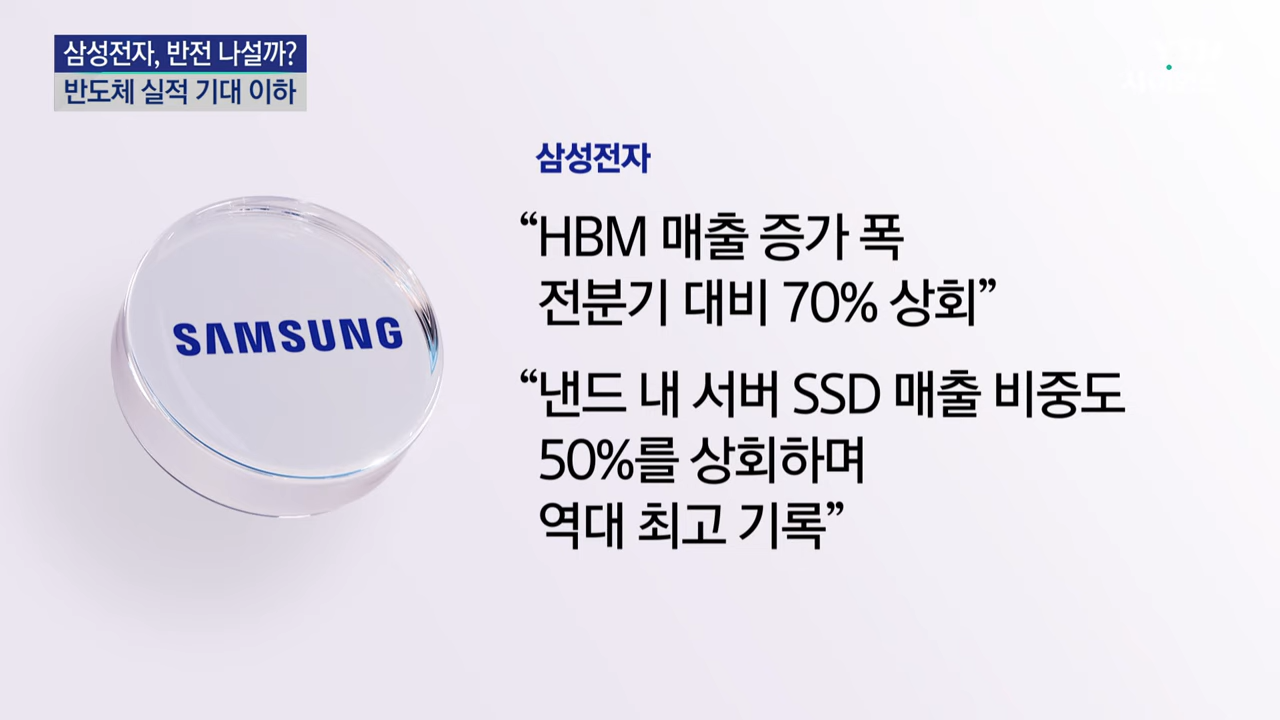 삼성전자, 반전 나설까?
반도체 실적 기대 이하
삼성전자
“HBM 매출 증가 폭
전분기 대비 70% 상회”
SAMSUNG
“낸드 내 서버 SSD 매출 비중도
50%를 상회하며
역대 최고 기록”